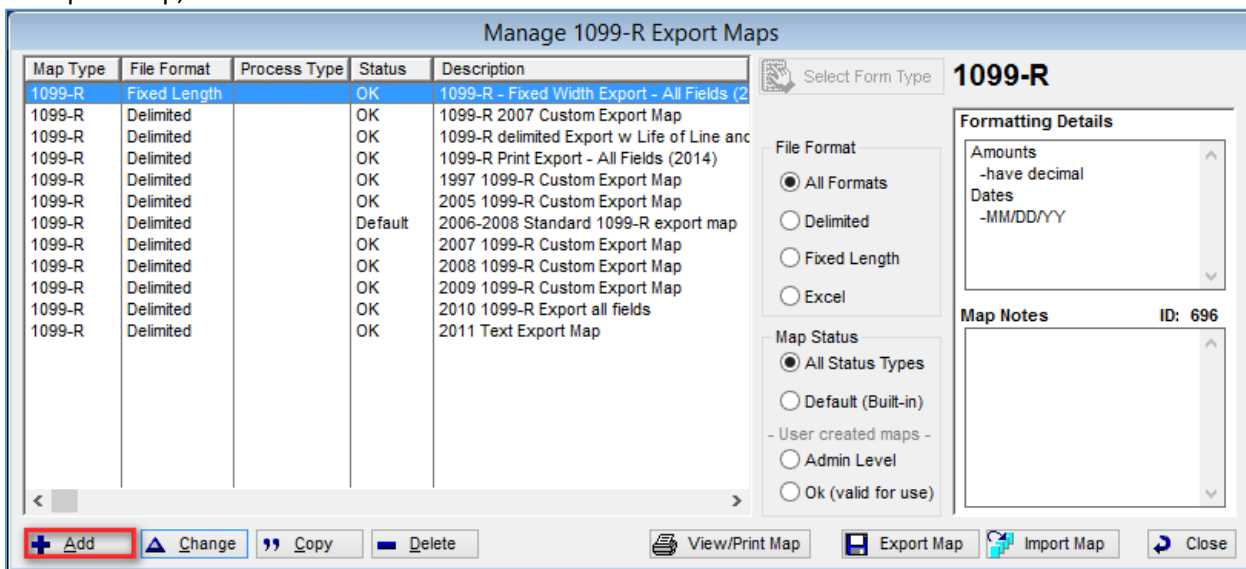 Manage 1099-R Export Maps
Map Type File Format Process Type Status Description
1099-R Fixed Length OK 1099-R - Fixed Width Export - All Fields (2
1099-R Delimited OK 1099-R 2007 Custom Export Map
1099-R Delimited OK 1099-R delimited Export w Life of Line and
1099-R Delimited OK 1099-R Print Export - All Fields (2014)
1099-R Delimited OK 1997 1099-R Custom Export Map
1099-R Delimited OK 2005 1099-R Custom Export Map
1099-R Delimited Default 2006-2008 Standard 1099-R export map
1099-R Delimited OK 2007 1099-R Custom Export Map
1099-R Delimited OK 2008 1099-R Custom Export Map
1099-R Delimited OK 2009 1099-R Custom Export Map
1099-R Delimited OK 2010 1099-R Export all fields
1099-R Delimited OK 2011 Text Export Map
Select Form Type
File Format
All Formats
Delimited
Fixed Length
Excel
Map Status
All Status Types
Default (Built-in)
- User created maps -
Admin Level
Ok (valid for use)
1099-R
Formatting Details
Amounts
-have decimal
Dates
-MM/DD/YY
Map Notes ID: 696
Add Change Copy Delete View/Print Map Export Map Import Map Close